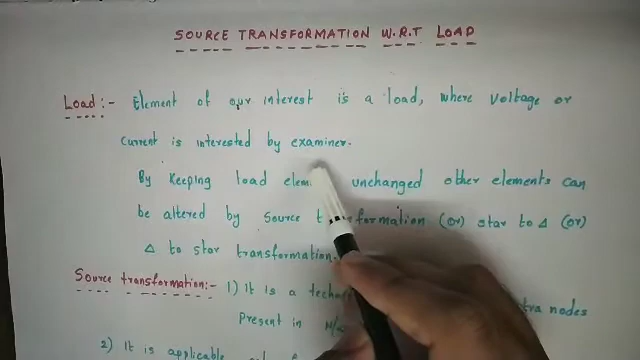 SOURCE TRANSFORMATION W.R.T LOAD
Load:- Element of our interest is a load, where voltage or
current is interested by examiner.
By keeping load unchanged other elements can
be altered by source (or) star to Δ (or)
Δ to star transformation.
Source transformation:- 1) It is a nodes
Present in
2) It is applicable